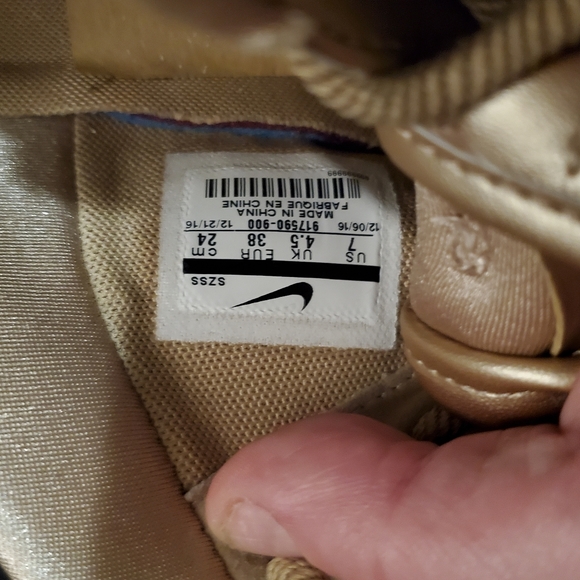 SZSS
US UK EUR cm
7 4.5 38 24
12/06/16 917590-900 12/21/16
MADE IN CHINA
FABRIQUE EN CHINE